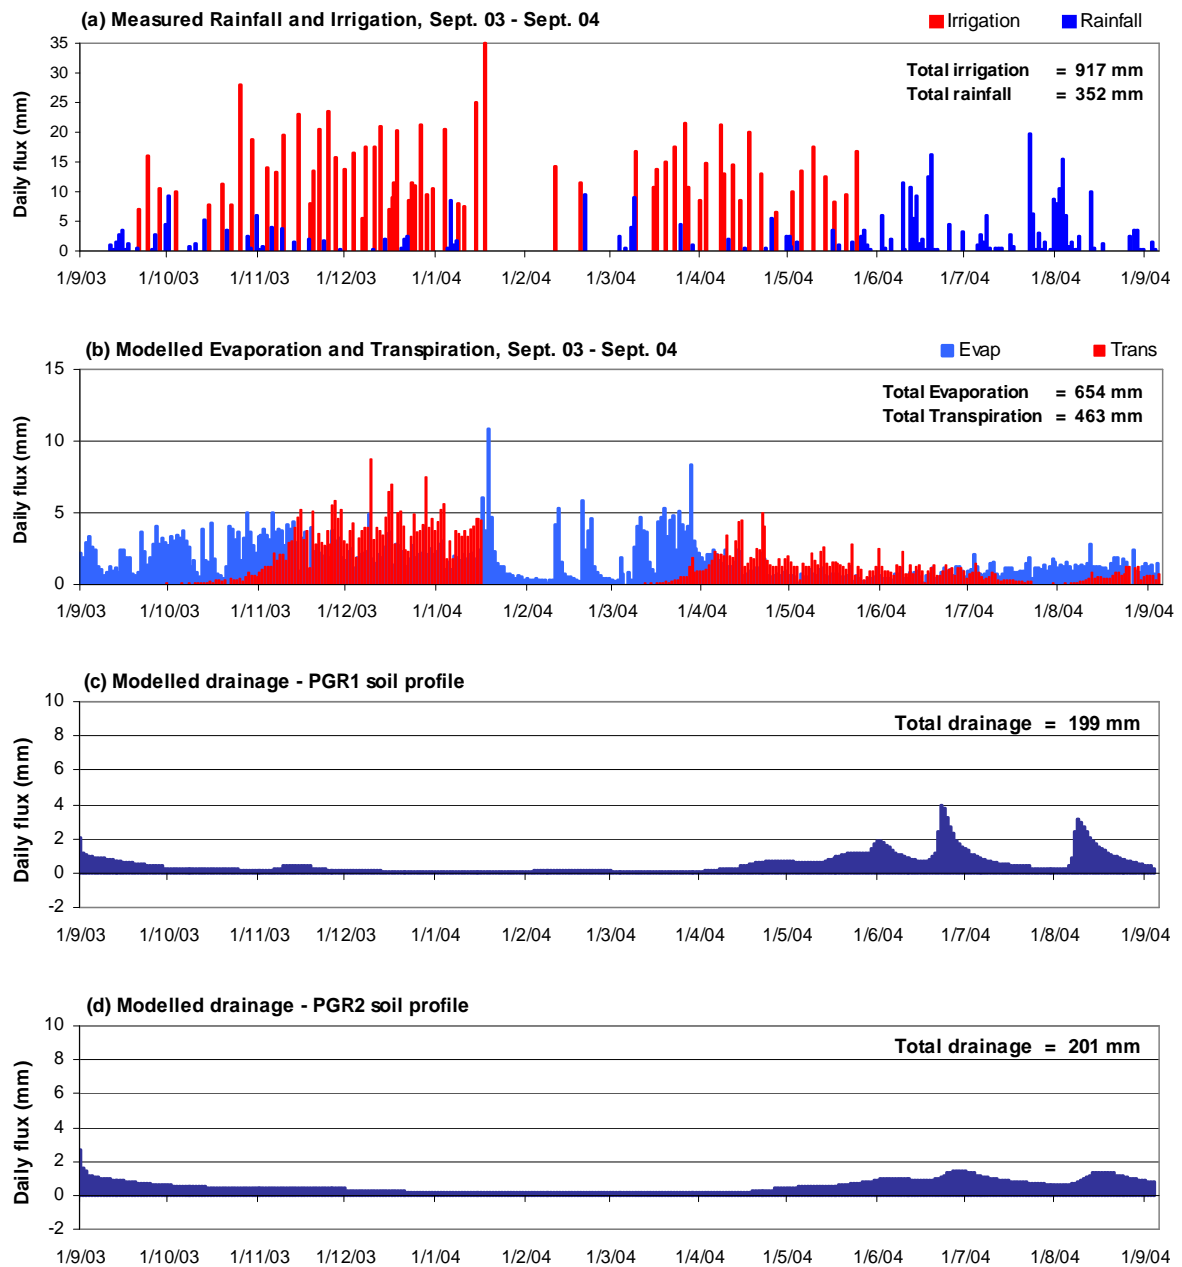 (a) Measured Rainfall and Irrigation, Sept. 03 - Sept. 04
Irrigation Rainfall
Total irrigation = 917 mm
Total rainfall = 352 mm
Daily flux (mm)
35
30
25
20
15
10
5
0
1/9/03 1/10/03 1/11/03 1/12/03 1/1/04 1/2/04 1/3/04 1/4/04 1/5/04 1/6/04 1/7/04 1/8/04 1/9/04
(b) Modelled Evaporation and Transpiration, Sept. 03 - Sept. 04
Evap Trans
Total Evaporation = 654 mm
Total Transpiration = 463 mm
Daily flux (mm)
15
10
5
0
1/9/03 1/10/03 1/11/03 1/12/03 1/1/04 1/2/04 1/3/04 1/4/04 1/5/04 1/6/04 1/7/04 1/8/04 1/9/04
(c) Modelled drainage - PGR1 soil profile
Total drainage = 199 mm
Daily flux (mm)
10
8
6
4
2
0
-2
1/9/03 1/10/03 1/11/03 1/12/03 1/1/04 1/2/04 1/3/04 1/4/04 1/5/04 1/6/04 1/7/04 1/8/04 1/9/04
(d) Modelled drainage - PGR2 soil profile
Total drainage = 201 mm
Daily flux (mm)
10
8
6
4
2
0
-2
1/9/03 1/10/03 1/11/03 1/12/03 1/1/04 1/2/04 1/3/04 1/4/04 1/5/04 1/6/04 1/7/04 1/8/04 1/9/04